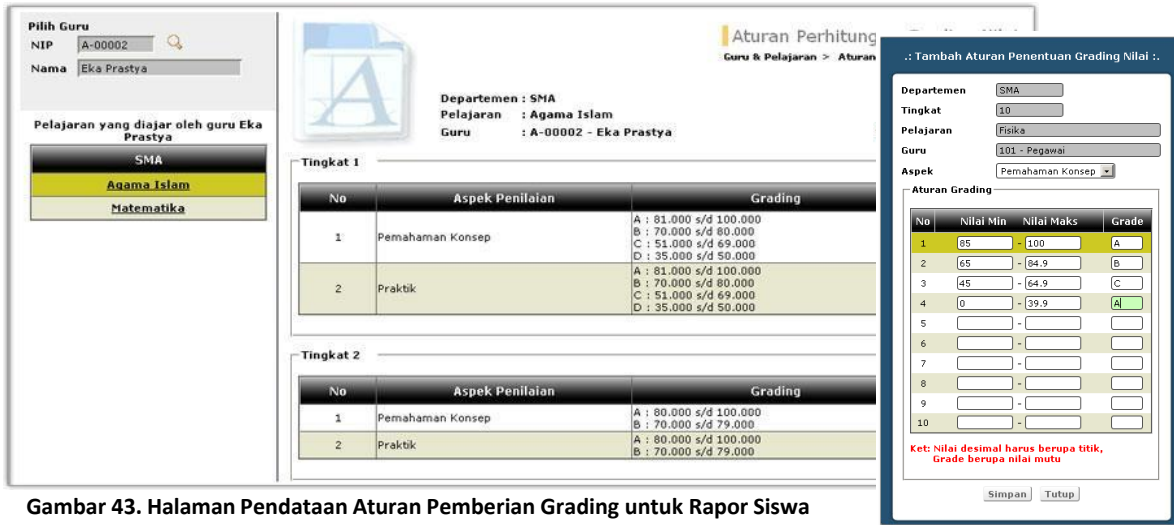 Pilih Guru
NIP A-00002
Nama Eka Prastya
Pelajaran yang diajar oleh guru Eka
Prastya
SMA
Agama Islam
Matematika
Aturan Perhitung
Guru & Pelajaran > Aturan
Departemen : SMA
Pelajaran : Agama Islam
Guru : A-00002 - Eka Prastya
Tingkat 1
No Aspek Penilaian Grading
1 Pemahaman Konsep
A : 81.000 s/d 100.000
B : 70.000 s/d 80.000
C : 51.000 s/d 69.000
D : 35.000 s/d 50.000
2 Praktik
A : 81.000 s/d 100.000
B : 70.000 s/d 80.000
C : 51.000 s/d 69.000
D : 35.000 s/d 50.000
Tingkat 2
No Aspek Penilaian Grading
1 Pemahaman Konsep
A : 80.000 s/d 100.000
B : 70.000 s/d 79.000
2 Praktik
A : 80.000 s/d 100.000
B : 70.000 s/d 79.000
.: Tambah Aturan Penentuan Grading Nilai :.
Departemen SMA
Tingkat 10
Pelajaran Fisika
Guru 101 - Pegawai
Aspek Pemahaman Konsep
Aturan Grading
No Nilai Min Nilai Maks Grade
1 85 - 100 A
2 65 - 84.9 B
3 45 - 64.9 C
4 0 - 39.9 A
5 -
6 -
7 -
8 -
9 -
10 -
Ket: Nilai desimal harus berupa titik,
Grade berupa nilai mutu
Simpan Tutup
Gambar 43. Halaman Pendataan Aturan Pemberian Grading untuk Rapor Siswa